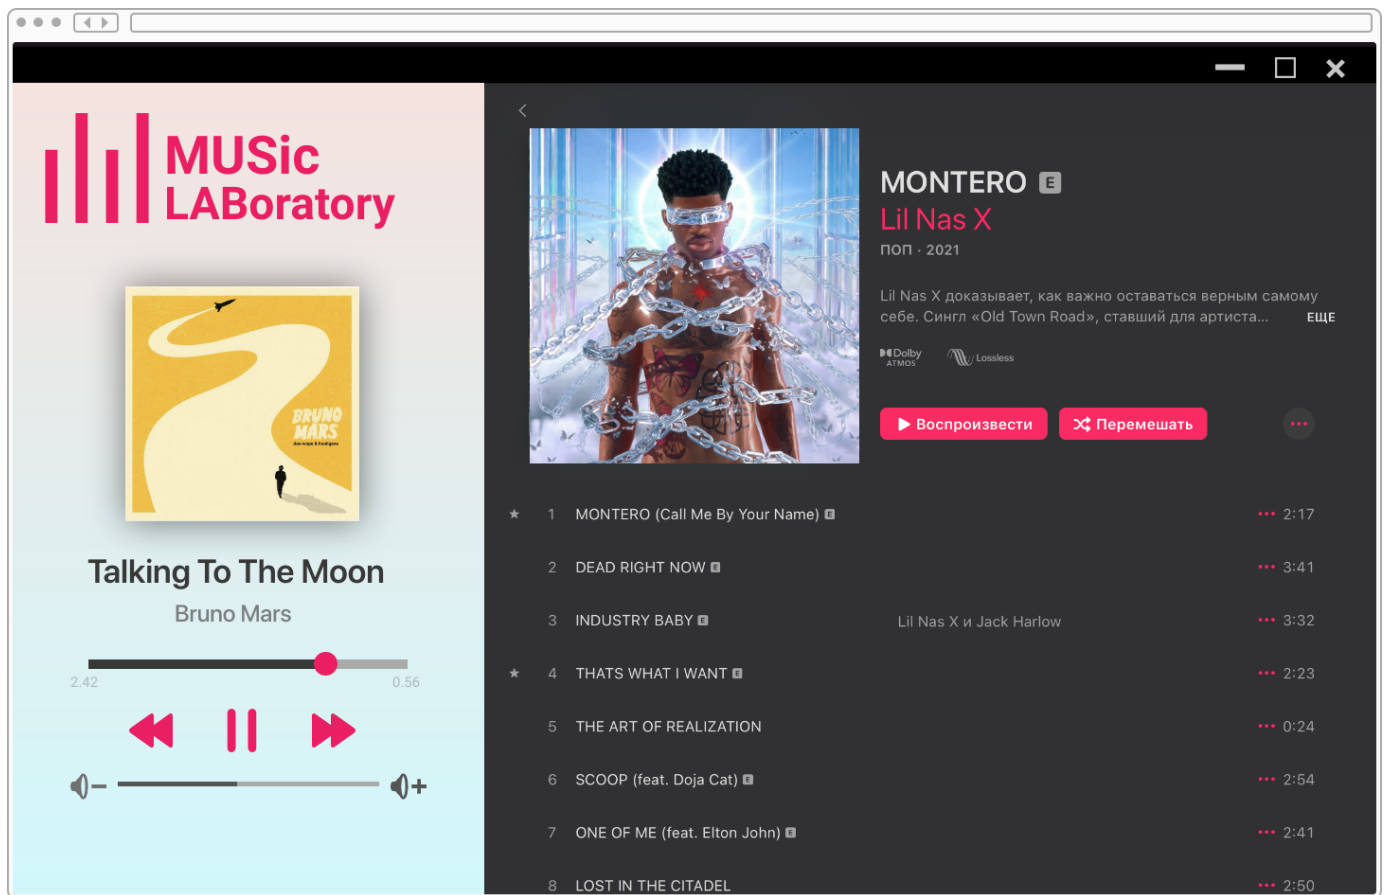 MUSic
LABoratory
BRUNO
MARS
doo-wops & hooligans
Talking To The Moon
Bruno Mars
2.42
0.56
MONTERO E
Lil Nas X
ПОП · 2021
Lil Nas X доказывает, как важно оставаться верным самому
себе. Сингл «Old Town Road», ставший для артиста... ЕЩЕ
Dolby
ATMOS
Lossless
Воспроизвести
Перемешать
1 MONTERO (Call Me By Your Name) E 2:17
2 DEAD RIGHT NOW E 3:41
3 INDUSTRY BABY E Lil Nas X и Jack Harlow 3:32
4 THATS WHAT I WANT E 2:23
5 THE ART OF REALIZATION 0:24
6 SCOOP (feat. Doja Cat) E 2:54
7 ONE OF ME (feat. Elton John) E 2:41
8 LOST IN THE CITADEL 2:50